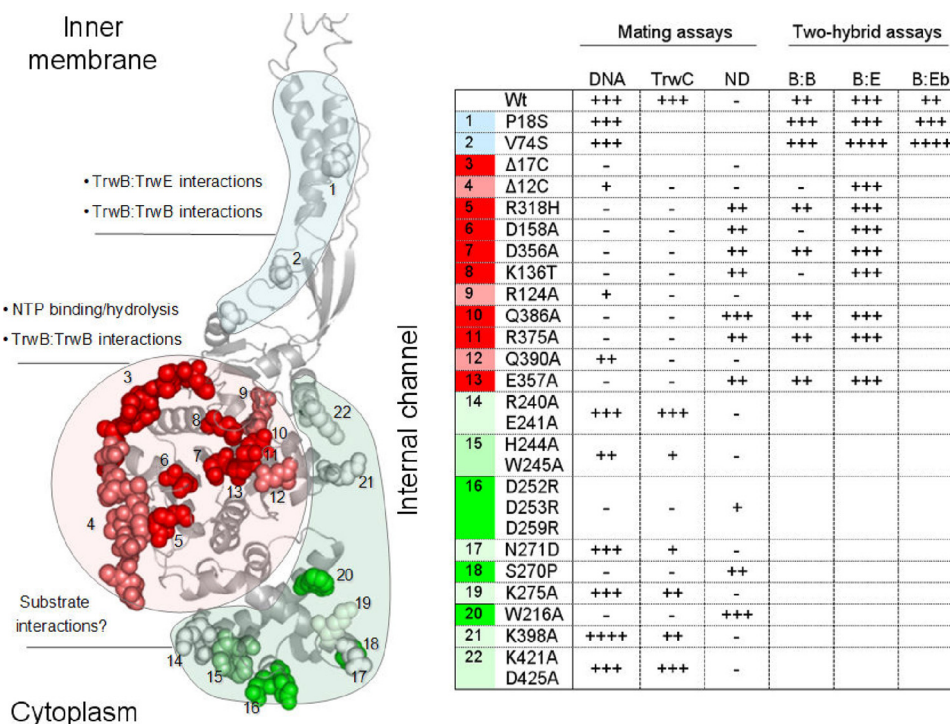 Inner
membrane
• TrwB:TrwE interactions
• TrwB:TrwB interactions
• NTP binding/hydrolysis
• TrwB:TrwB interactions
Substrate
interactions?
Cytoplasm
Internal channel
1
2
3
9
22
8
10
7
11
6
21
13
12
4
5
20
19
18
14
15
17
16
Mating assays Two-hybrid assays
DNA TrwC ND B:B B:E B:Eb
Wt +++ +++ - ++ +++ ++
1 P18S +++ +++ +++ +++
2 V74S +++ +++ ++++ ++++
3 Δ17C - -
4 Δ12C + - - - +++
5 R318H - - ++ ++ +++
6 D158A - - ++ - +++
7 D356A - - ++ ++ +++
8 K136T - - ++ - +++
9 R124A + - -
10 Q386A - - +++ ++ +++
11 R375A - - ++ ++ +++
12 Q390A ++ - -
13 E357A - - ++ ++ +++
14 R240A
E241A +++ +++ -
15 H244A
W245A ++ + -
16 D252R
D253R - - +
D259R
17 N271D +++ + -
18 S270P - - ++
19 K275A +++ ++ -
20 W216A - - +++
21 K398A ++++ ++ -
22 K421A
D425A +++ +++ -